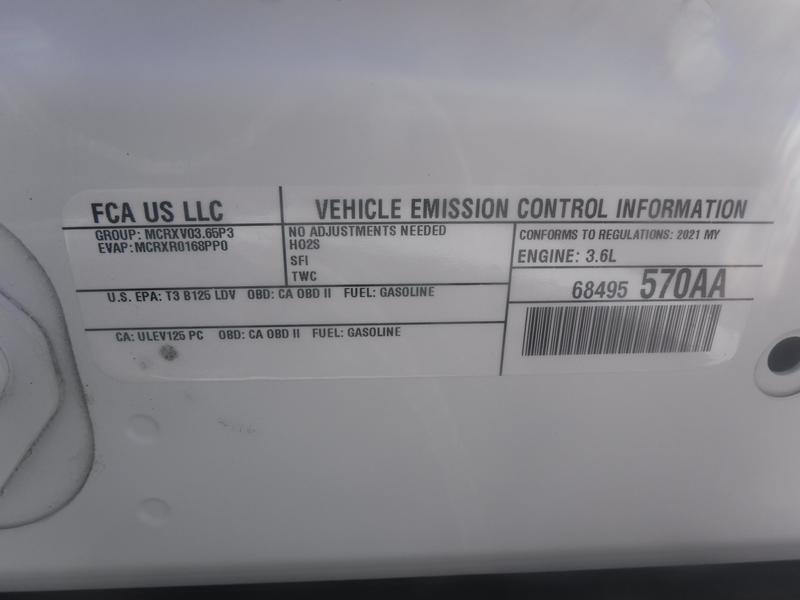 FCA US LLC
VEHICLE EMISSION CONTROL INFORMATION
GROUP: MCRXV03.65P3
EVAP: MCRXR0168PP0
NO ADJUSTMENTS NEEDED
HO2S
SFI
TWC
CONFORMS TO REGULATIONS: 2021 MY
ENGINE: 3.6L
U.S. EPA: T3 B125 LDV OBD: CA OBD II FUEL: GASOLINE
68495 570AA
CA: ULEV125 PC OBD: CA OBD II FUEL: GASOLINE